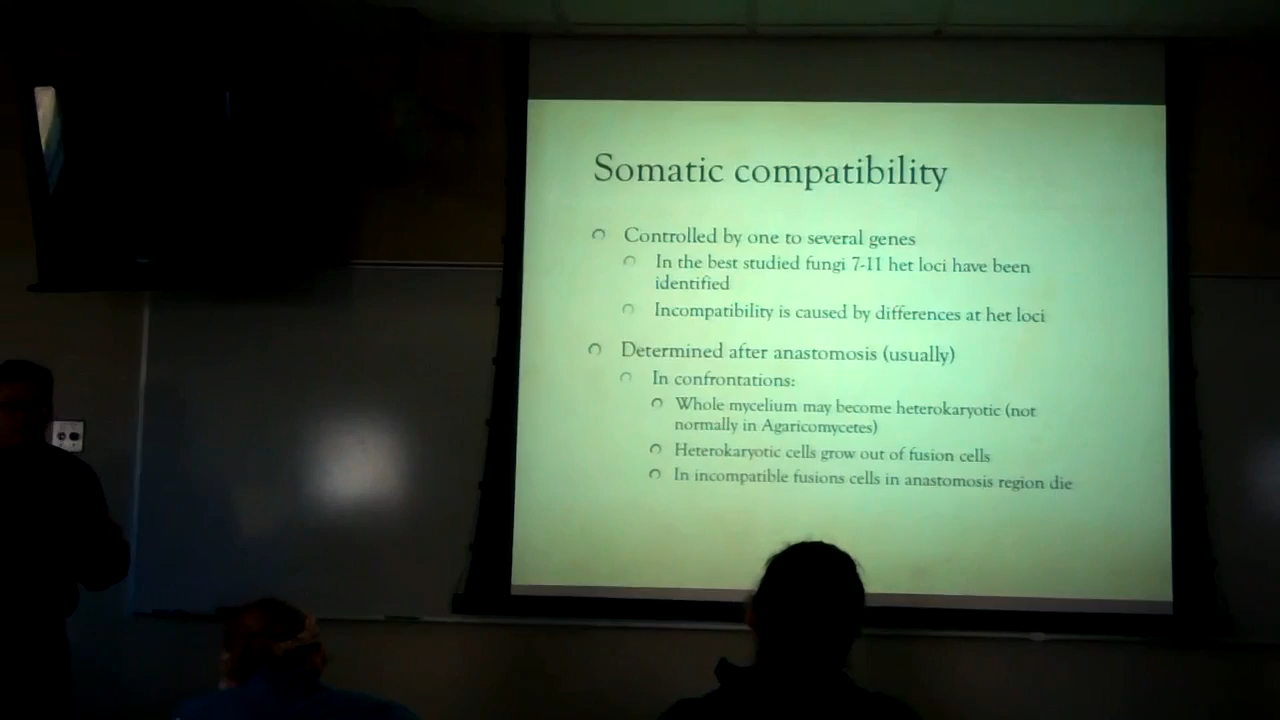 Somatic compatibility
Controlled by one to several genes
In the best studied fungi 7-11 het loci have been
identified
Incompatibility is caused by differences at het loci
Determined after anastomosis (usually)
In confrontations:
Whole mycelium may become heterokaryotic (not
normally in Agaricomycetes)
Heterokaryotic cells grow out of fusion cells
In incompatible fusions cells in anastomosis region die